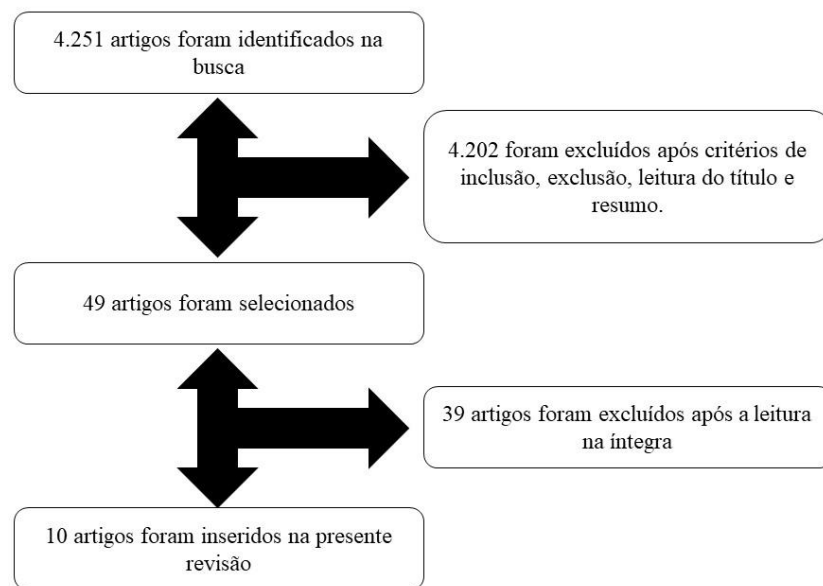 4.251 artigos foram identificados na
busca
4.202 foram excluídos após critérios de
inclusão, exclusão, leitura do título e
resumo.
49 artigos foram selecionados
39 artigos foram excluídos após a leitura
na íntegra
10 artigos foram inseridos na presente
revisão